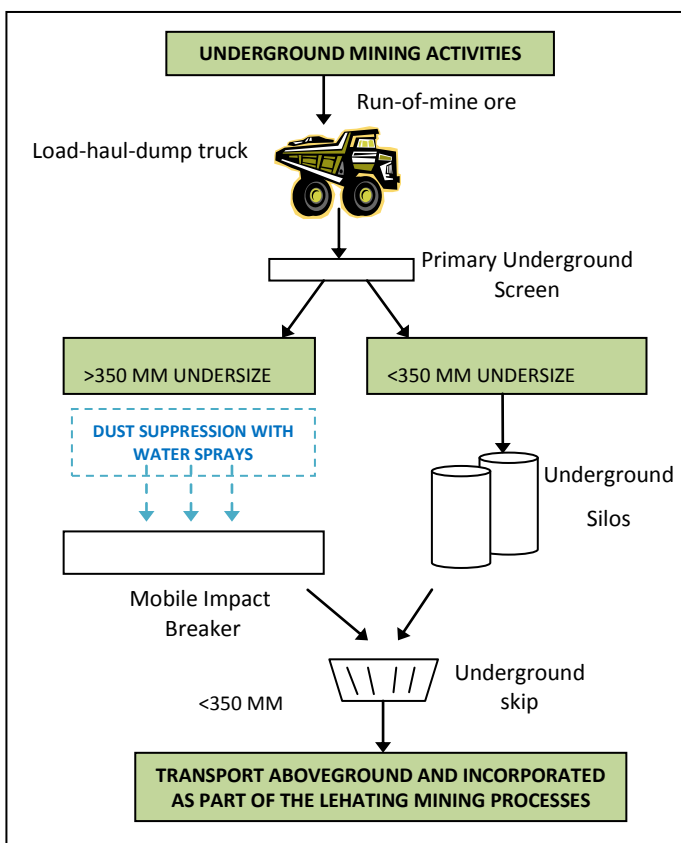 UNDERGROUND MINING ACTIVITIES
Run-of-mine ore
Load-haul-dump truck
Primary Underground
Screen
>350 MM UNDERSIZE
<350 MM UNDERSIZE
DUST SUPPRESSION WITH
WATER SPRAYS
Underground
Silos
Mobile Impact
Breaker
Underground
skip
<350 MM
TRANSPORT ABOVEGROUND AND INCORPORATED
AS PART OF THE LEHATING MINING PROCESSES